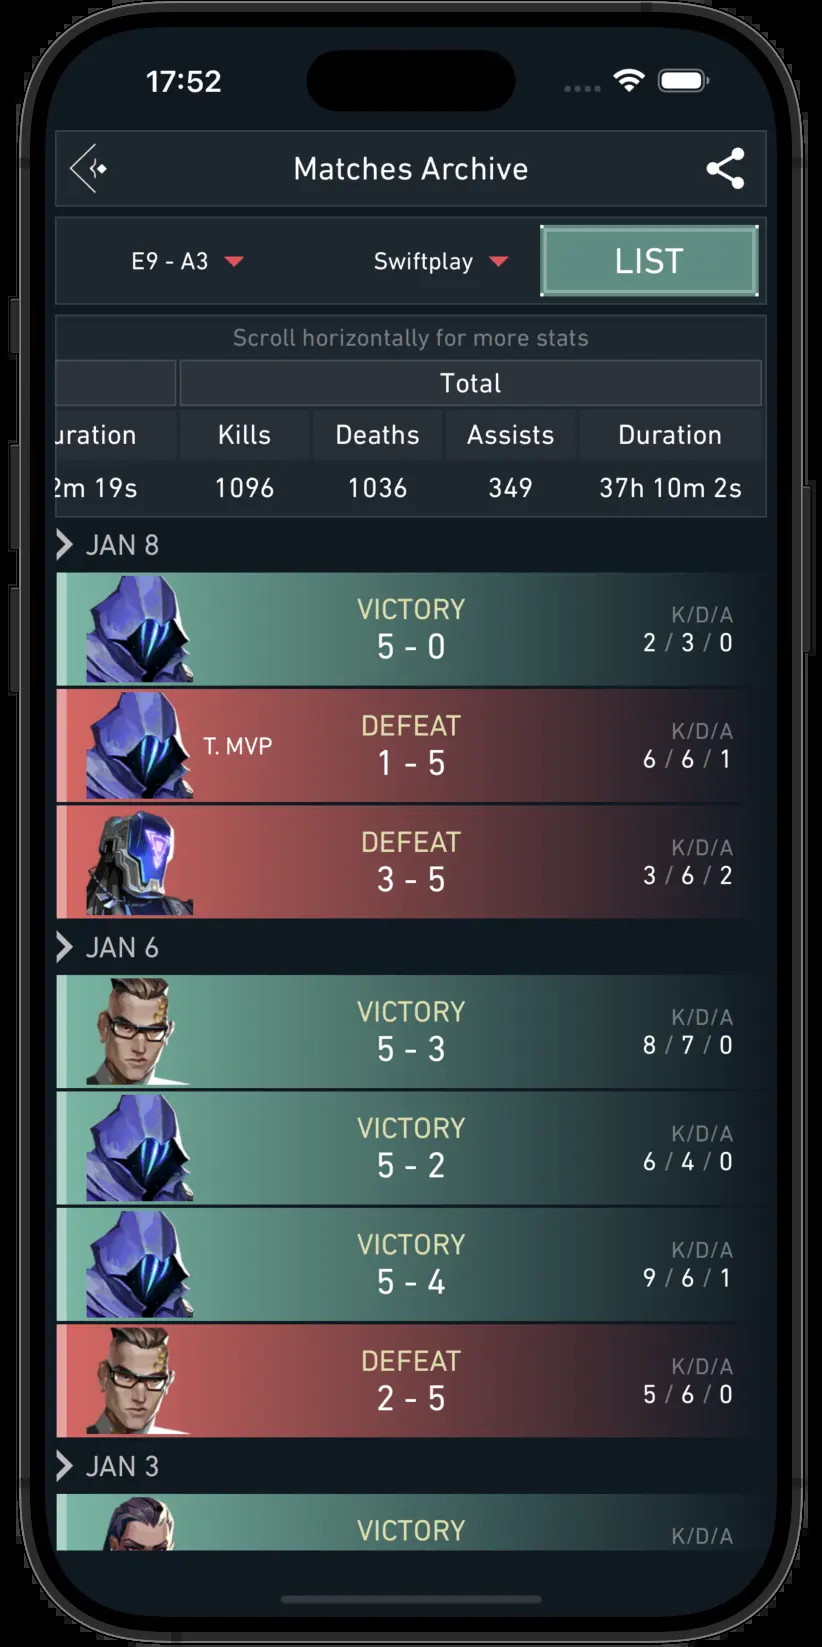 17:52
Matches Archive
E9 - A3 Swiftplay LIST
Scroll horizontally for more stats
Total
uration Kills Deaths Assists Duration
2m 19s 1096 1036 349 37h 10m 2s
JAN 8
VICTORY K/D/A
5 - 0 2 / 3 / 0
DEFEAT K/D/A
T. MVP 1 - 5 6 / 6 / 1
DEFEAT K/D/A
3 - 5 3 / 6 / 2
JAN 6
VICTORY K/D/A
5 - 3 8 / 7 / 0
VICTORY K/D/A
5 - 2 6 / 4 / 0
VICTORY K/D/A
5 - 4 9 / 6 / 1
DEFEAT K/D/A
2 - 5 5 / 6 / 0
JAN 3
VICTORY K/D/A